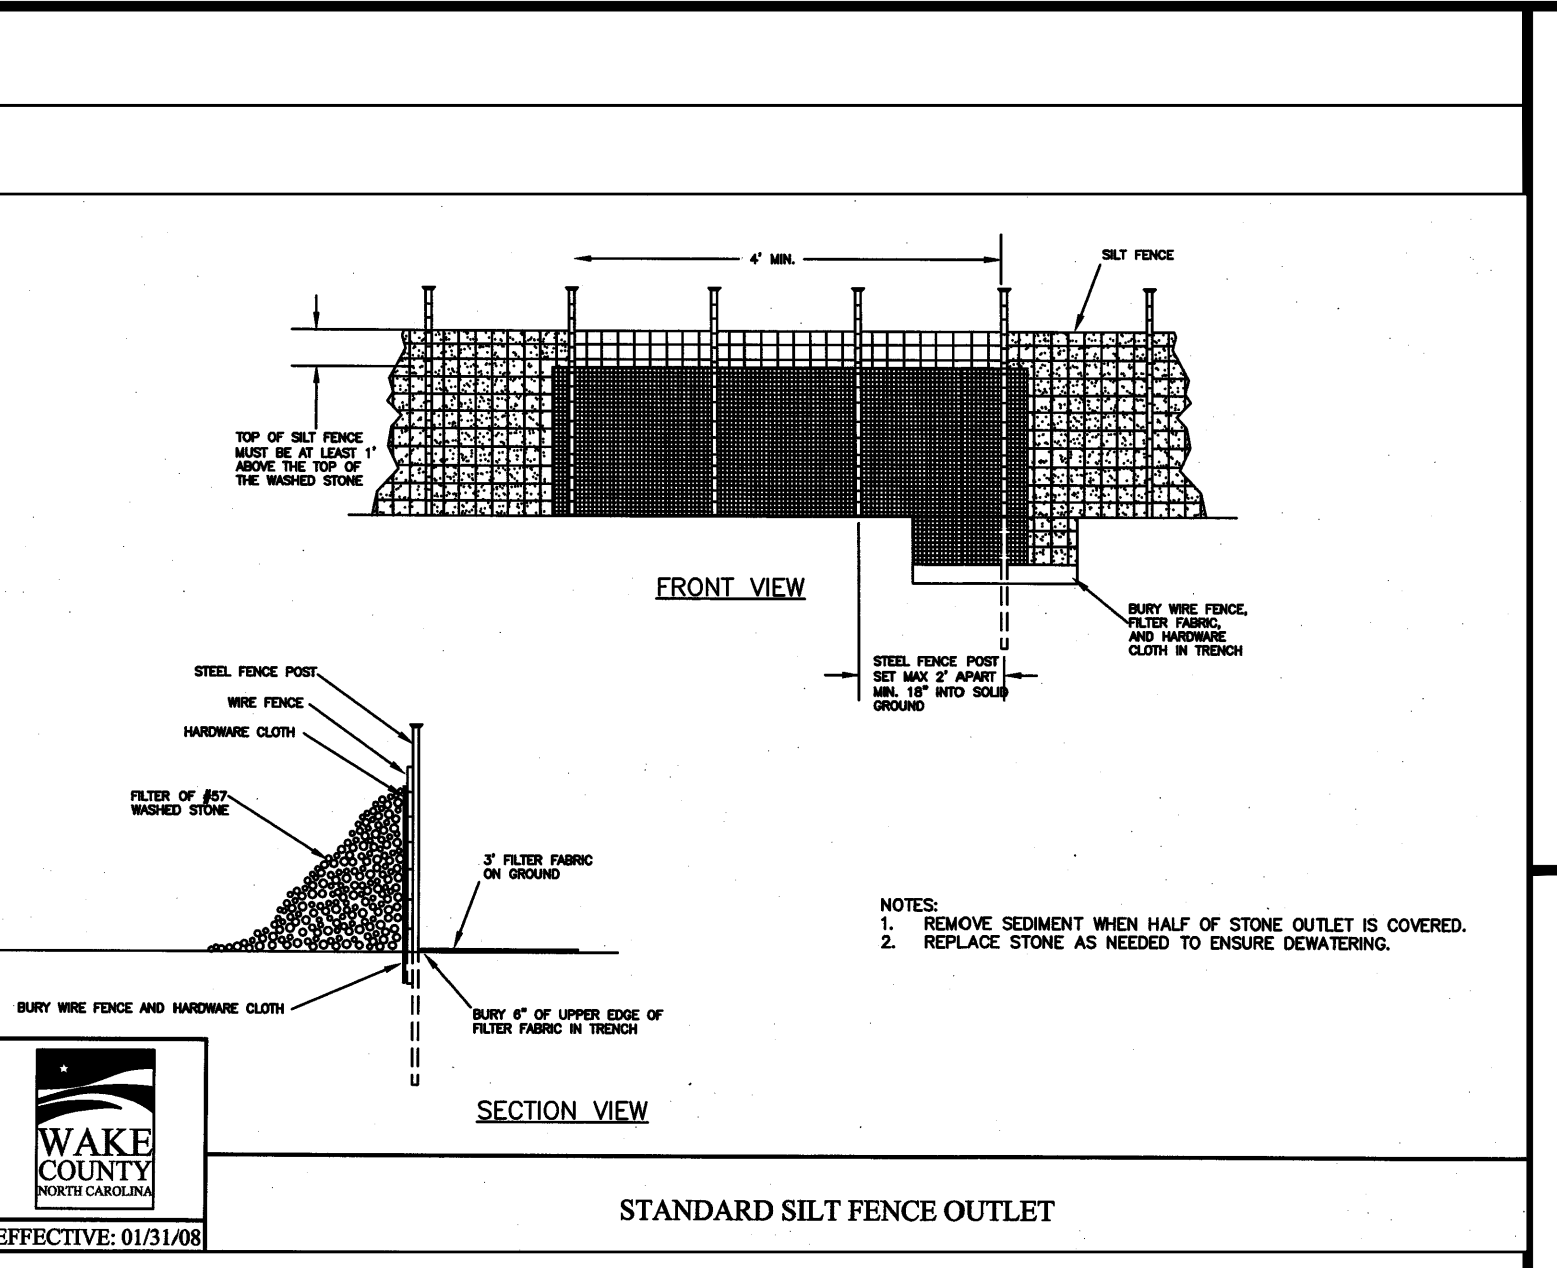 4' MIN.
SILT FENCE
TOP OF SILT FENCE
MUST BE AT LEAST 1'
ABOVE THE TOP OF
THE WASHED STONE
FRONT VIEW
BURY WIRE FENCE,
FILTER FABRIC,
AND HARDWARE
CLOTH IN TRENCH
STEEL FENCE POST
SET MAX 2' APART
MIN. 18" INTO SOLID
GROUND
STEEL FENCE POST
WIRE FENCE
HARDWARE CLOTH
FILTER OF #57
WASHED STONE
3' FILTER FABRIC
ON GROUND
NOTES:
1. REMOVE SEDIMENT WHEN HALF OF STONE OUTLET IS COVERED.
2. REPLACE STONE AS NEEDED TO ENSURE DEWATERING.
BURY WIRE FENCE AND HARDWARE CLOTH
BURY 6" OF UPPER EDGE OF
FILTER FABRIC IN TRENCH
SECTION VIEW
WAKE
COUNTY
NORTH CAROLINA
EFFECTIVE: 01/31/08
STANDARD SILT FENCE OUTLET